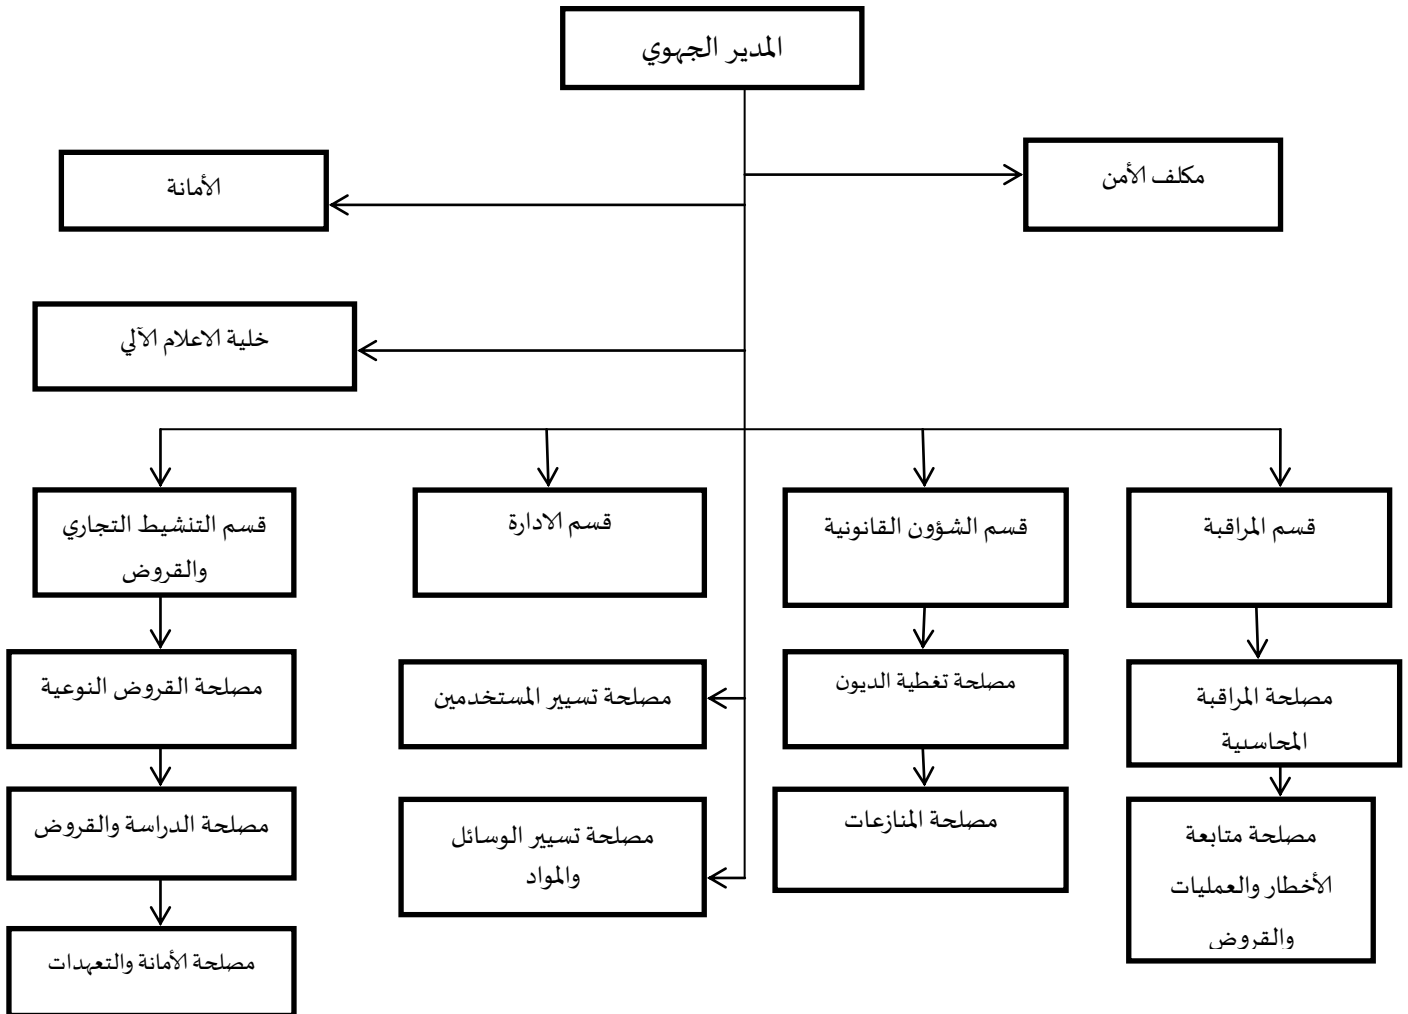 المدير الجهوي
مكلف الأمن
الأمانة
خلية الاعلام الآلي
قسم المراقبة
قسم الشؤون القانونية
قسم الادارة
قسم التنشيط التجاري
والقروض
مصلحة المراقبة
المحاسبية
مصلحة تغطية الديون
مصلحة تسيير المستخدمين
مصلحة القروض النوعية
مصلحة متابعة
الأخطار والعمليات
والقروض
مصلحة المنازعات
مصلحة تسيير الوسائل
والمواد
مصلحة الدراسة والقروض
مصلحة الأمانة والتعهدات